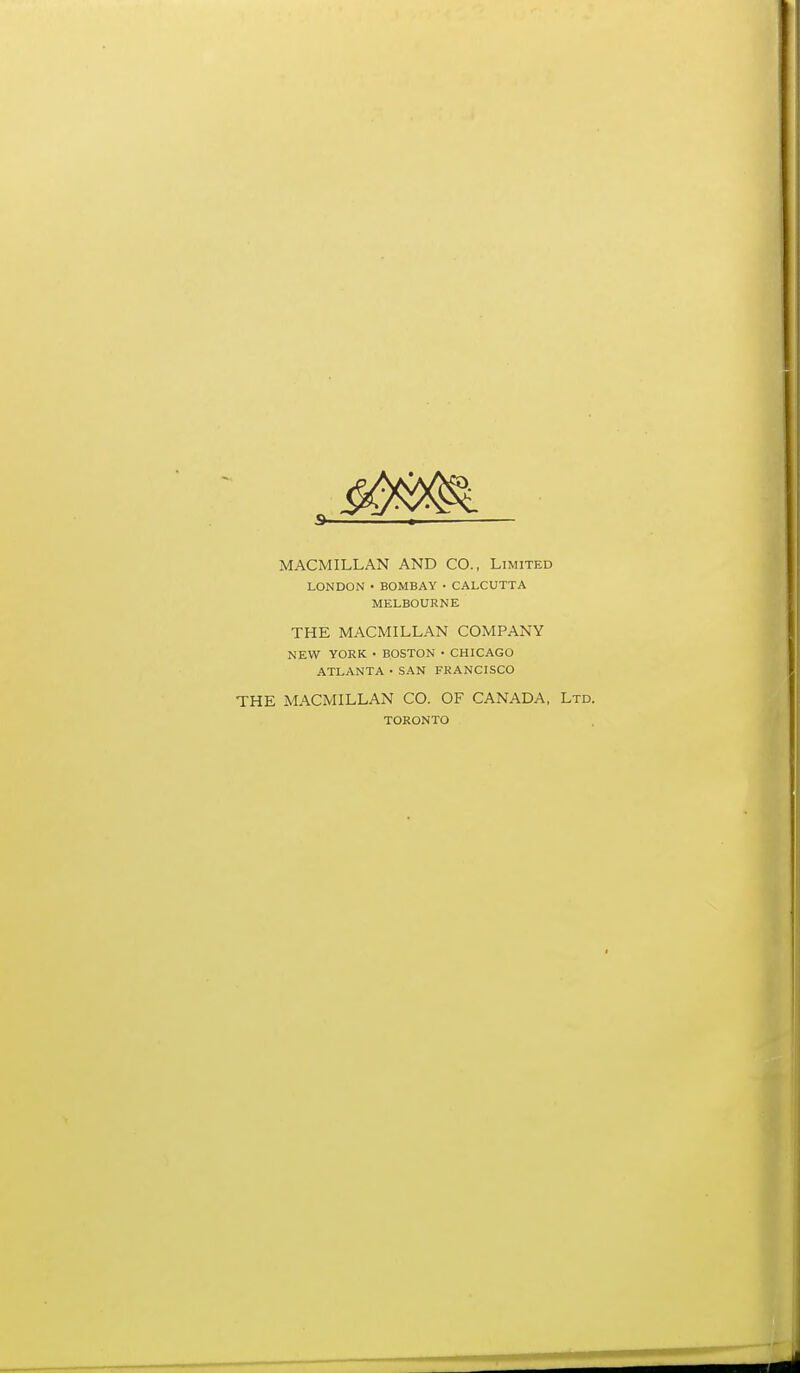 MACMILLAN AND CO., LIMITED
LONDON • BOMBAY • CALCUTTA
MELBOURNE
THE MACMILLAN COMPANY
NEW YORK • BOSTON • CHICAGO
ATLANTA • SAN FRANCISCO
THE MACMILLAN CO. OF CANADA, LTD.
TORONTO